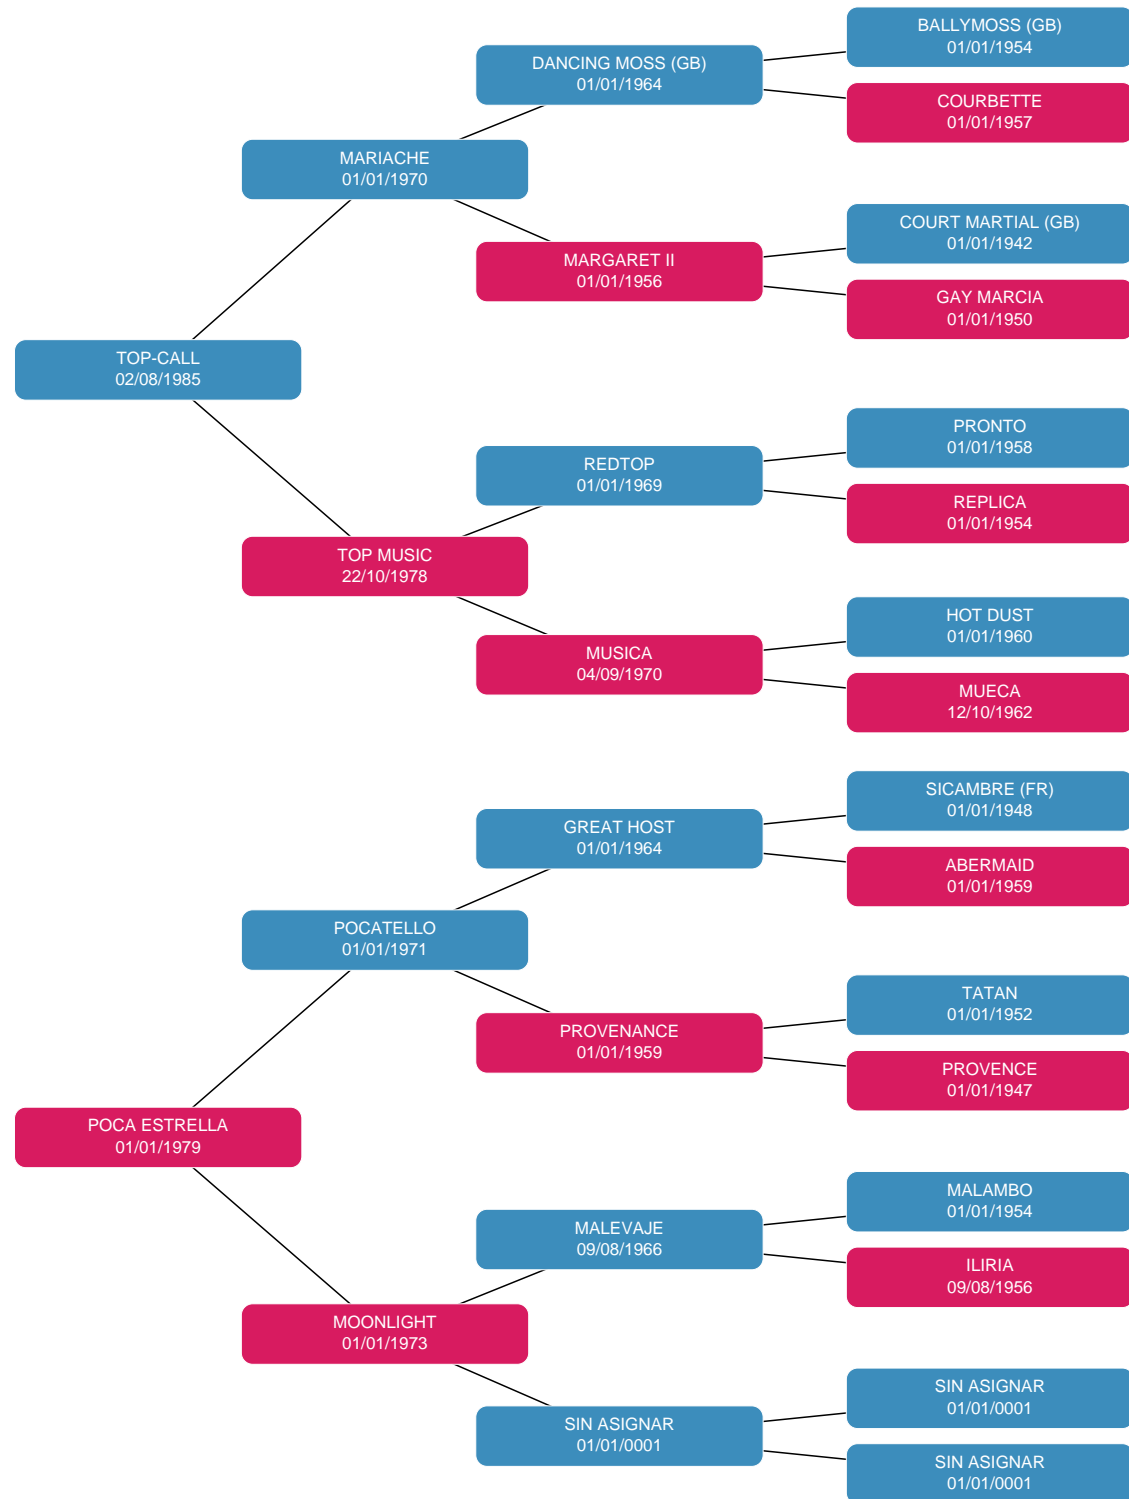 BALLYMOSS (GB)
01/01/1954
DANCING MOSS (GB)
01/01/1964
COURBETTE
01/01/1957
MARIACHE
01/01/1970
COURT MARTIAL (GB)
01/01/1942
MARGARET II
01/01/1956
GAY MARCIA
01/01/1950
TOP-CALL
02/08/1985
PRONTO
01/01/1958
REDTOP
01/01/1969
REPLICA
01/01/1954
TOP MUSIC
22/10/1978
HOT DUST
01/01/1960
MUSICA
04/09/1970
MUECA
12/10/1962
SICAMBRE (FR)
01/01/1948
GREAT HOST
01/01/1964
ABERMAID
01/01/1959
POCATELLO
01/01/1971
TATAN
01/01/1952
PROVENANCE
01/01/1959
PROVENCE
01/01/1947
POCA ESTRELLA
01/01/1979
MALAMBO
01/01/1954
MALEVAJE
09/08/1966
ILIRIA
09/08/1956
MOONLIGHT
01/01/1973
SIN ASIGNAR
01/01/0001
SIN ASIGNAR
01/01/0001
SIN ASIGNAR
01/01/0001